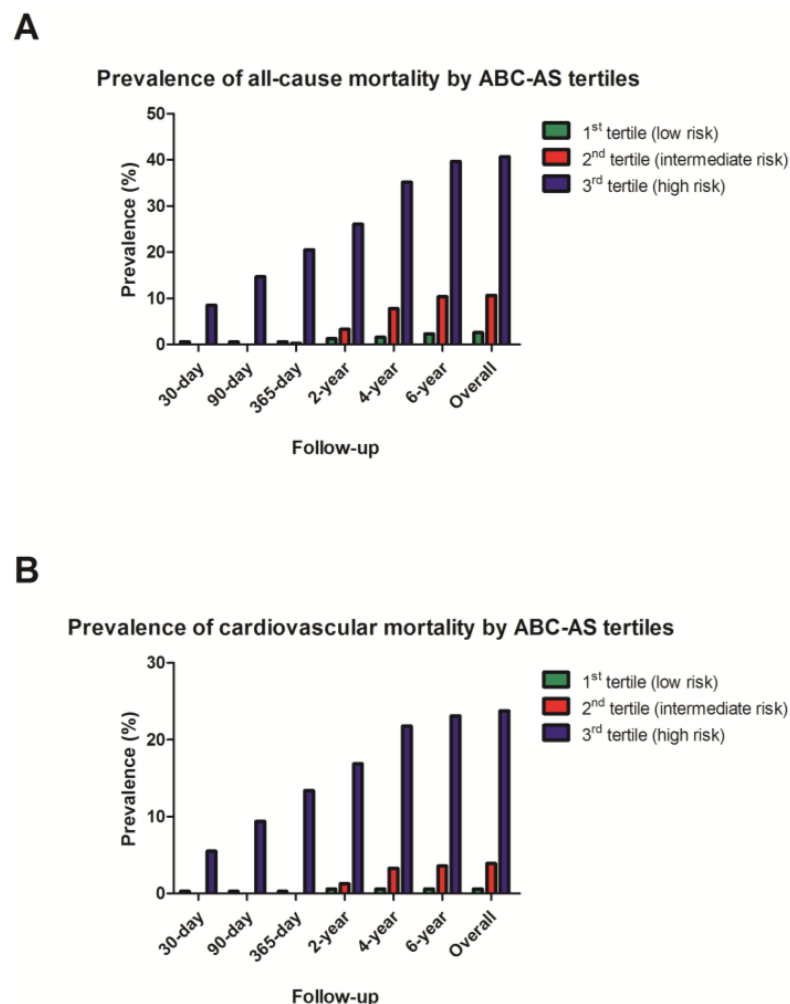 A
Prevalence of all-cause mortality by ABC-AS tertiles
50
40
30
20
10
0
Prevalence (%)
1st tertile (low risk)
2nd tertile (intermediate risk)
3rd tertile (high risk)
30-day
90-day
365-day
2-year
4-year
6-year
Overall
Follow-up
B
Prevalence of cardiovascular mortality by ABC-AS tertiles
30
20
10
0
Prevalence (%)
1st tertile (low risk)
2nd tertile (intermediate risk)
3rd tertile (high risk)
30-day
90-day
365-day
2-year
4-year
6-year
Overall
Follow-up